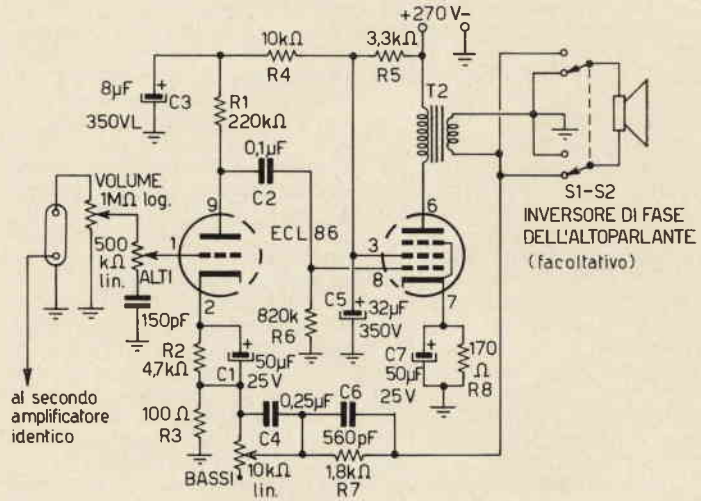 +270 V-
10kΩ
R4
3,3kΩ
R5
8µF
C3
350VL
R1
220kΩ
T2
0,1µF
C2
VOLUME
1MΩ log.
9
ECL 86
6
S1-S2
INVERSORE DI FASE
DELL'ALTOPARLANTE
(facoltativo)
500
kΩ
lin.
1
ALTI
3
8
2
7
150pF
820k
R6
C5
32µF
350V
R2
4,7kΩ
C1
50µF
25V
C7
50µF
25V
170
Ω
R8
al secondo
amplificatore
identico
100Ω
R3
0,25µF
C4
C6
560pF
BASSI
10kΩ
lin.
1,8kΩ
R7